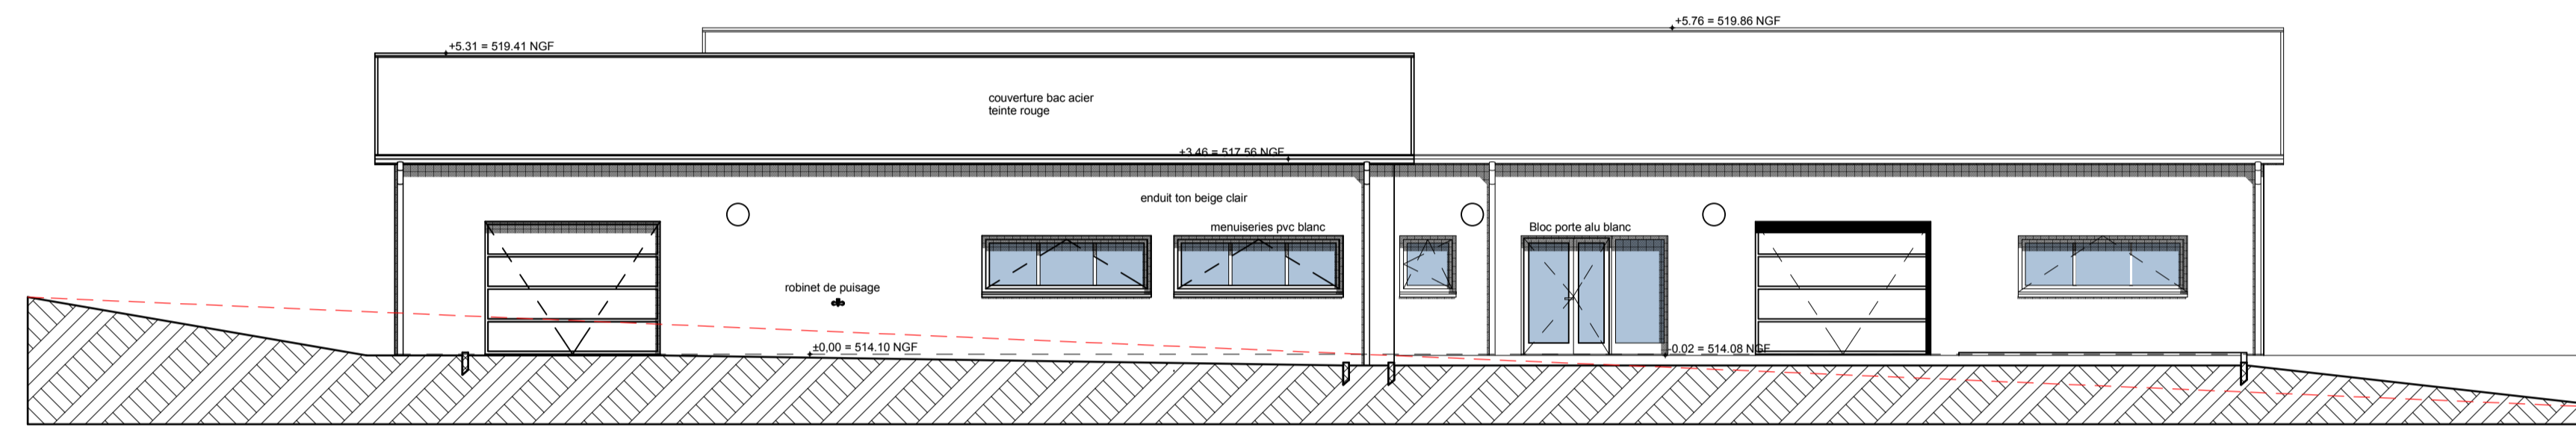 +5.76 = 519.86 NGF
+5.31 = 519.41 NGF
couverture bac acier
teinte rouge
+3.46 = 517.56 NGF
enduit ton beige clair
menuiseries pvc blanc
Bloc porte alu blanc
robinet de puisage
±0,00 = 514.10 NGF
-0.02 = 514.08 NGF